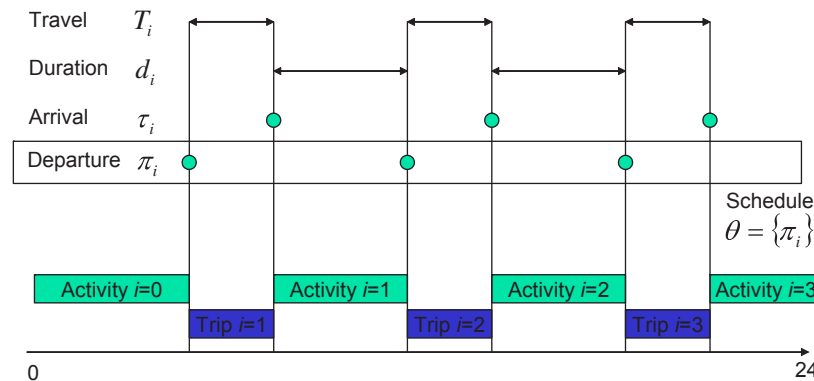 Travel T_i
Duration d_i
Arrival τ_i
Departure π_i
Schedule
θ = {π_i}
Activity i=0
Activity i=1
Activity i=2
Activity i=3
Trip i=1
Trip i=2
Trip i=3
0
24